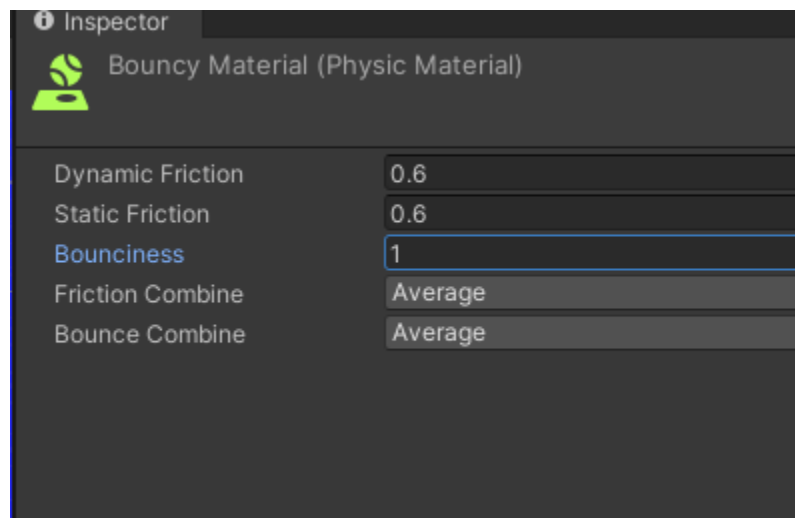 Inspector
Bouncy Material (Physic Material)
Dynamic Friction 0.6
Static Friction 0.6
Bounciness 1
Friction Combine Average
Bounce Combine Average